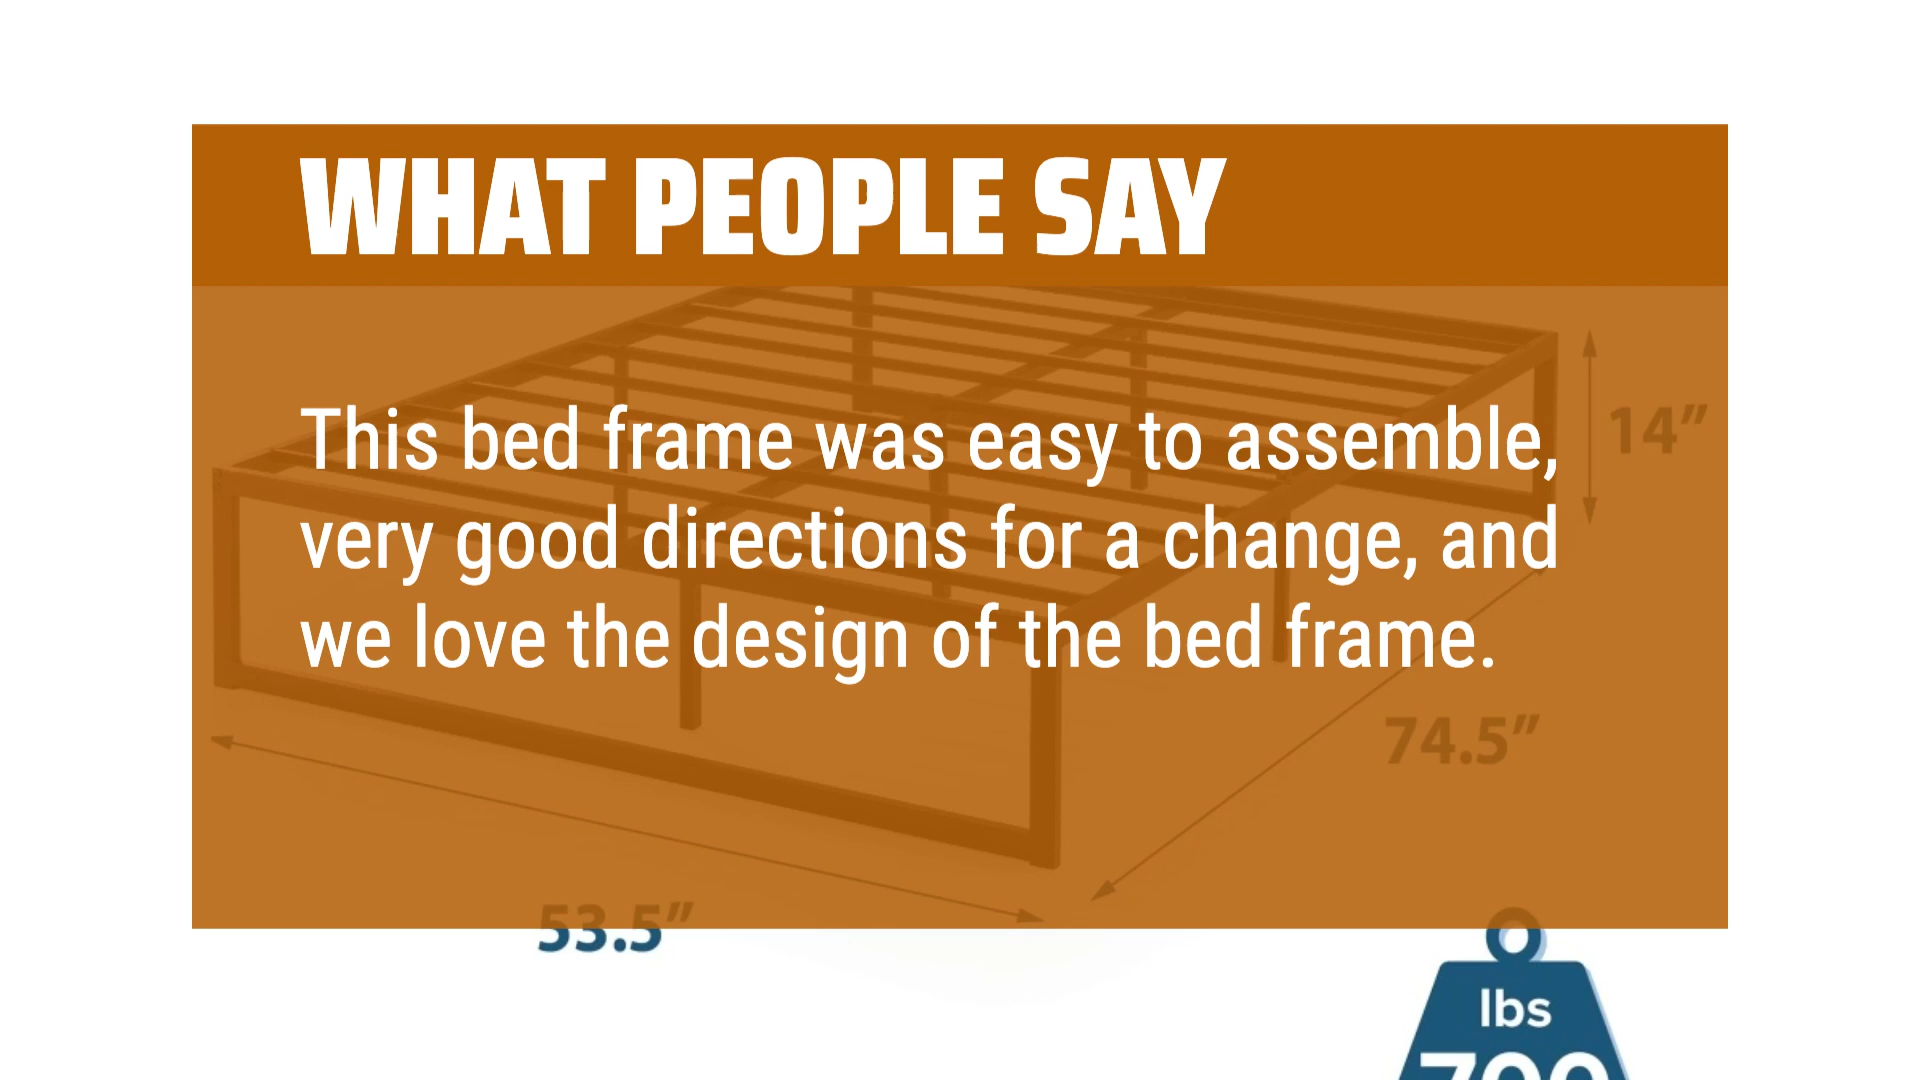 WHAT PEOPLE SAY
This bed frame was easy to assemble,
very good directions for a change, and
we love the design of the bed frame.
14”
74.5”
53.5”
lbs
700